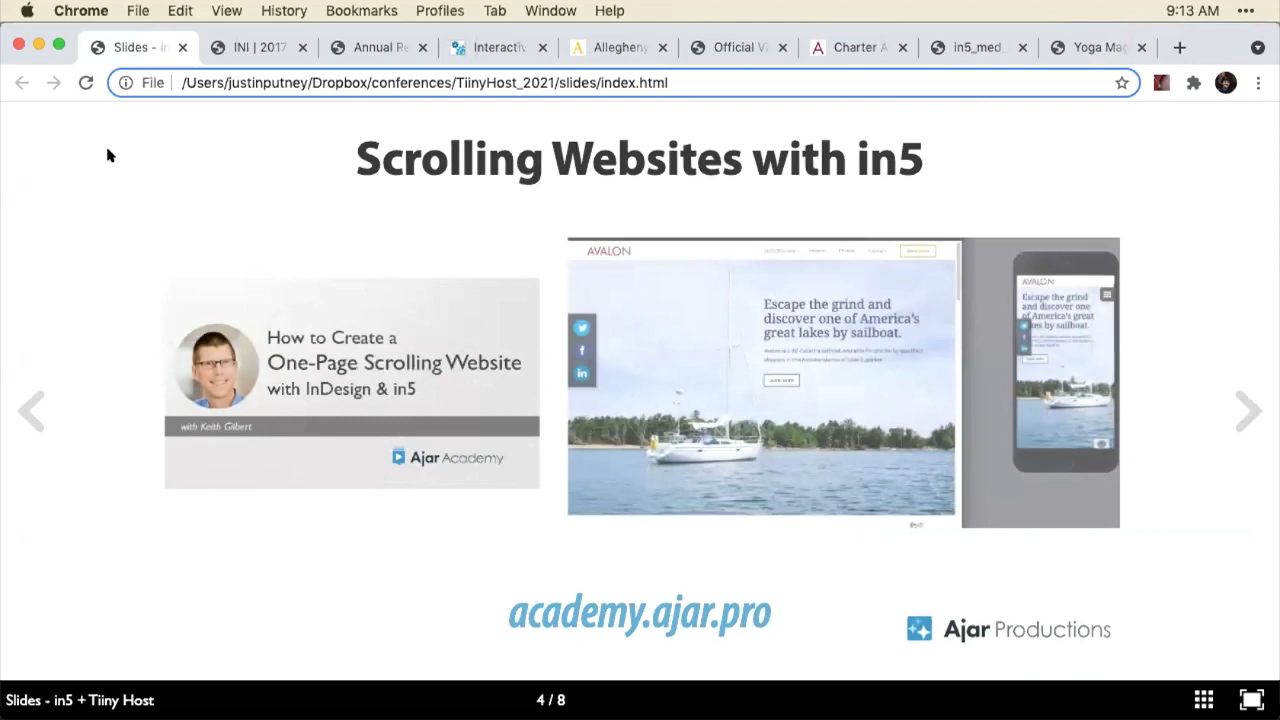 Chrome File Edit View History Bookmarks Profiles Tab Window Help 9:13 AM
Slides - in INI | 2017 Annual Re Interactiv Allegheny Official Vi Charter A in5_med_ Yoga Mag
File /Users/justinputney/Dropbox/conferences/TiinyHost_2021/slides/index.html
Scrolling Websites with in5
How to Create a
One-Page Scrolling Website
with InDesign & in5
with Keith Gilbert
Ajar Academy
AVALON
Escape the grind and
discover one of America's
great lakes by sailboat.
AVALON
Escape the grind and
discover one of
of America's great
lakes by sailboat.
academy.ajar.pro
Ajar Productions
Slides - in5 + Tiiny Host 4 / 8